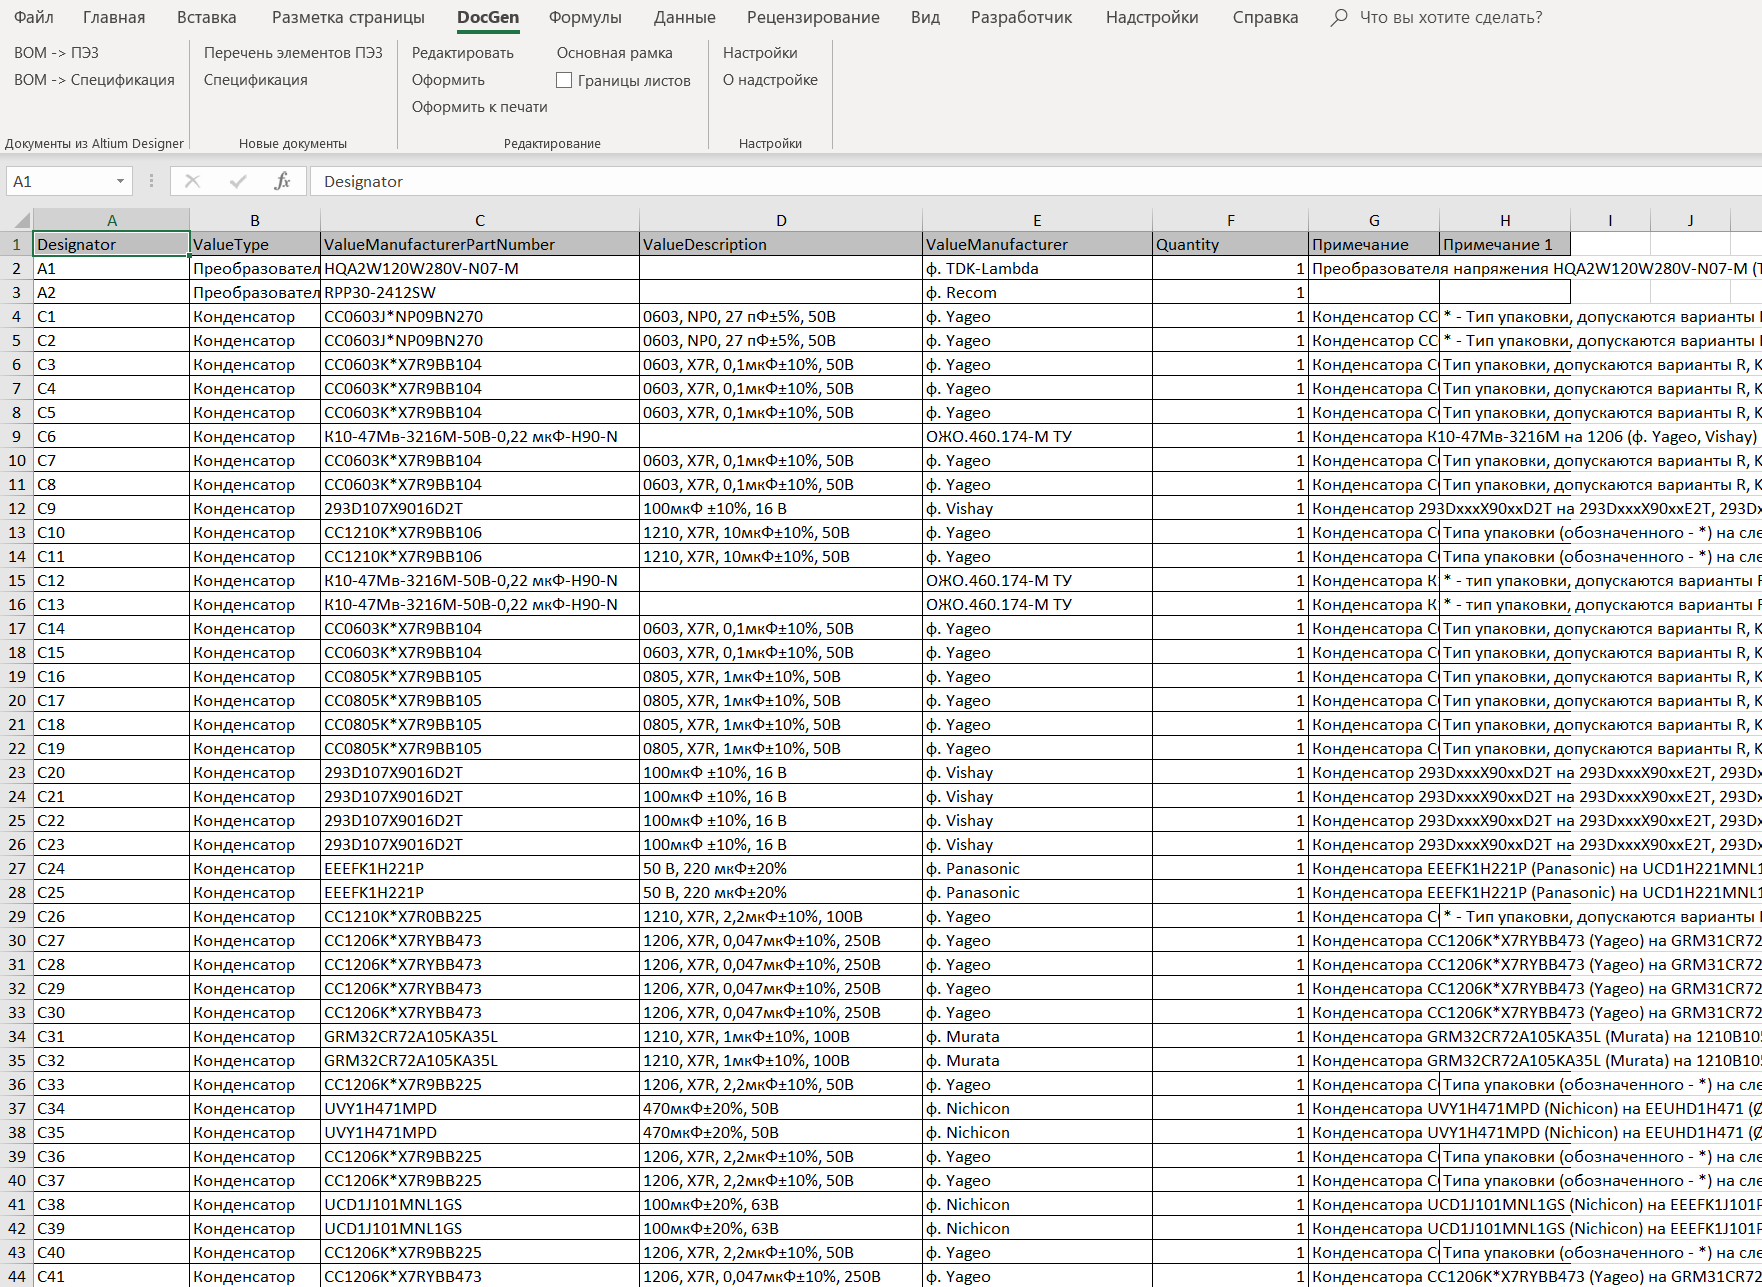 Файл Главная Вставка Разметка страницы DocGen Формулы Данные Рецензирование Вид Разработчик Надстройки Справка Что вы хотите сделать?
BOM -> ПЭ3 Перечень элементов ПЭ3 Редактировать Основная рамка Настройки
BOM -> Спецификация Спецификация Оформить Границы листов О надстройке
Оформить к печати
Документы из Altium Designer Новые документы Редактирование Настройки
A1 fx Designator
A B C D E F G H I J
1 Designator ValueType ValueManufacturerPartNumber ValueDescription ValueManufacturer Quantity Примечание Примечание 1
2 A1 Преобразовател HQA2W120W280V-N07-M ф. TDK-Lambda 1 Преобразователя напряжения HQA2W120W280V-N07-M (T
3 A2 Преобразовател RPP30-2412SW ф. Recom 1
4 C1 Конденсатор CC0603J*NP09BN270 0603, NP0, 27 пФ±5%, 50В ф. Yageo 1 Конденсатор CC * - Тип упаковки, допускаются варианты
5 C2 Конденсатор CC0603J*NP09BN270 0603, NP0, 27 пФ±5%, 50В ф. Yageo 1 Конденсатор CC * - Тип упаковки, допускаются варианты
6 C3 Конденсатор CC0603K*X7R9BB104 0603, X7R, 0,1мкФ±10%, 50В ф. Yageo 1 Конденсатора C Тип упаковки, допускаются варианты R, K
7 C4 Конденсатор CC0603K*X7R9BB104 0603, X7R, 0,1мкФ±10%, 50В ф. Yageo 1 Конденсатора C Тип упаковки, допускаются варианты R, K
8 C5 Конденсатор CC0603K*X7R9BB104 0603, X7R, 0,1мкФ±10%, 50В ф. Yageo 1 Конденсатора C Тип упаковки, допускаются варианты R, K
9 C6 Конденсатор К10-47Мв-3216М-50В-0,22 мкФ-Н90-N ОЖО.460.174-М ТУ 1 Конденсатора К10-47Мв-3216М на 1206 (ф. Yageo, Vishay)
10 C7 Конденсатор CC0603K*X7R9BB104 0603, X7R, 0,1мкФ±10%, 50В ф. Yageo 1 Конденсатора C Тип упаковки, допускаются варианты R, K
11 C8 Конденсатор CC0603K*X7R9BB104 0603, X7R, 0,1мкФ±10%, 50В ф. Yageo 1 Конденсатора C Тип упаковки, допускаются варианты R, K
12 C9 Конденсатор 293D107X9016D2T 100мкФ ±10%, 16 В ф. Vishay 1 Конденсатор 293DxxxX90xxD2T на 293DxxxX90xxE2T, 293Dx
13 C10 Конденсатор CC1210K*X7R9BB106 1210, X7R, 10мкФ±10%, 50В ф. Yageo 1 Конденсатора C Типа упаковки (обозначенного - *) на сле
14 C11 Конденсатор CC1210K*X7R9BB106 1210, X7R, 10мкФ±10%, 50В ф. Yageo 1 Конденсатора C Типа упаковки (обозначенного - *) на сле
15 C12 Конденсатор К10-47Мв-3216М-50В-0,22 мкФ-Н90-N ОЖО.460.174-М ТУ 1 Конденсатора К * - тип упаковки, допускаются варианты
16 C13 Конденсатор К10-47Мв-3216М-50В-0,22 мкФ-Н90-N ОЖО.460.174-М ТУ 1 Конденсатора К * - тип упаковки, допускаются варианты
17 C14 Конденсатор CC0603K*X7R9BB104 0603, X7R, 0,1мкФ±10%, 50В ф. Yageo 1 Конденсатора C Тип упаковки, допускаются варианты R, K
18 C15 Конденсатор CC0603K*X7R9BB104 0603, X7R, 0,1мкФ±10%, 50В ф. Yageo 1 Конденсатора C Тип упаковки, допускаются варианты R, K
19 C16 Конденсатор CC0805K*X7R9BB105 0805, X7R, 1мкФ±10%, 50В ф. Yageo 1 Конденсатора C Тип упаковки, допускаются варианты R, K
20 C17 Конденсатор CC0805K*X7R9BB105 0805, X7R, 1мкФ±10%, 50В ф. Yageo 1 Конденсатора C Тип упаковки, допускаются варианты R, K
21 C18 Конденсатор CC0805K*X7R9BB105 0805, X7R, 1мкФ±10%, 50В ф. Yageo 1 Конденсатора C Тип упаковки, допускаются варианты R, K
22 C19 Конденсатор CC0805K*X7R9BB105 0805, X7R, 1мкФ±10%, 50В ф. Yageo 1 Конденсатора C Тип упаковки, допускаются варианты R, K
23 C20 Конденсатор 293D107X9016D2T 100мкФ ±10%, 16 В ф. Vishay 1 Конденсатор 293DxxxX90xxD2T на 293DxxxX90xxE2T, 293Dx
24 C21 Конденсатор 293D107X9016D2T 100мкФ ±10%, 16 В ф. Vishay 1 Конденсатор 293DxxxX90xxD2T на 293DxxxX90xxE2T, 293Dx
25 C22 Конденсатор 293D107X9016D2T 100мкФ ±10%, 16 В ф. Vishay 1 Конденсатор 293DxxxX90xxD2T на 293DxxxX90xxE2T, 293Dx
26 C23 Конденсатор 293D107X9016D2T 100мкФ ±10%, 16 В ф. Vishay 1 Конденсатор 293DxxxX90xxD2T на 293DxxxX90xxE2T, 293Dx
27 C24 Конденсатор EEEFK1H221P 50 В, 220 мкФ±20% ф. Panasonic 1 Конденсатора EEEFK1H221P (Panasonic) на UCD1H221MNL1
28 C25 Конденсатор EEEFK1H221P 50 В, 220 мкФ±20% ф. Panasonic 1 Конденсатора EEEFK1H221P (Panasonic) на UCD1H221MNL1
29 C26 Конденсатор CC1210K*X7R0BB225 1210, X7R, 2,2мкФ±10%, 100В ф. Yageo 1 Конденсатора C * - Тип упаковки, допускаются варианты
30 C27 Конденсатор CC1206K*X7RYBB473 1206, X7R, 0,047мкФ±10%, 250В ф. Yageo 1 Конденсатора CC1206K*X7RYBB473 (Yageo) на GRM31CR72
31 C28 Конденсатор CC1206K*X7RYBB473 1206, X7R, 0,047мкФ±10%, 250В ф. Yageo 1 Конденсатора CC1206K*X7RYBB473 (Yageo) на GRM31CR72
32 C29 Конденсатор CC1206K*X7RYBB473 1206, X7R, 0,047мкФ±10%, 250В ф. Yageo 1 Конденсатора CC1206K*X7RYBB473 (Yageo) на GRM31CR72
33 C30 Конденсатор CC1206K*X7RYBB473 1206, X7R, 0,047мкФ±10%, 250В ф. Yageo 1 Конденсатора CC1206K*X7RYBB473 (Yageo) на GRM31CR72
34 C31 Конденсатор GRM32CR72A105KA35L 1210, X7R, 1мкФ±10%, 100В ф. Murata 1 Конденсатора GRM32CR72A105KA35L (Murata) на 1210B105
35 C32 Конденсатор GRM32CR72A105KA35L 1210, X7R, 1мкФ±10%, 100В ф. Murata 1 Конденсатора GRM32CR72A105KA35L (Murata) на 1210B105
36 C33 Конденсатор CC1206K*X7R9BB225 1206, X7R, 2,2мкФ±10%, 50В ф. Yageo 1 Конденсатора C Типа упаковки (обозначенного - *) на сле
37 C34 Конденсатор UVY1H471MPD 470мкФ±20%, 50В ф. Nichicon 1 Конденсатора UVY1H471MPD (Nichicon) на EEUHD1H471 (Ø
38 C35 Конденсатор UVY1H471MPD 470мкФ±20%, 50В ф. Nichicon 1 Конденсатора UVY1H471MPD (Nichicon) на EEUHD1H471 (Ø
39 C36 Конденсатор CC1206K*X7R9BB225 1206, X7R, 2,2мкФ±10%, 50В ф. Yageo 1 Конденсатора C Типа упаковки (обозначенного - *) на сле
40 C37 Конденсатор CC1206K*X7R9BB225 1206, X7R, 2,2мкФ±10%, 50В ф. Yageo 1 Конденсатора C Типа упаковки (обозначенного - *) на сле
41 C38 Конденсатор UCD1J101MNL1GS 100мкФ±20%, 63В ф. Nichicon 1 Конденсатора UCD1J101MNL1GS (Nichicon) на EEEFK1J101P
42 C39 Конденсатор UCD1J101MNL1GS 100мкФ±20%, 63В ф. Nichicon 1 Конденсатора UCD1J101MNL1GS (Nichicon) на EEEFK1J101P
43 C40 Конденсатор CC1206K*X7R9BB225 1206, X7R, 2,2мкФ±10%, 50В ф. Yageo 1 Конденсатора C Типа упаковки (обозначенного - *) на сле
44 C41 Конденсатор CC1206K*X7RYBB473 1206, X7R, 0,047мкФ±10%, 250В ф. Yageo 1 Конденсатора CC1206K*X7RYBB473 (Yageo) на GRM31CR72